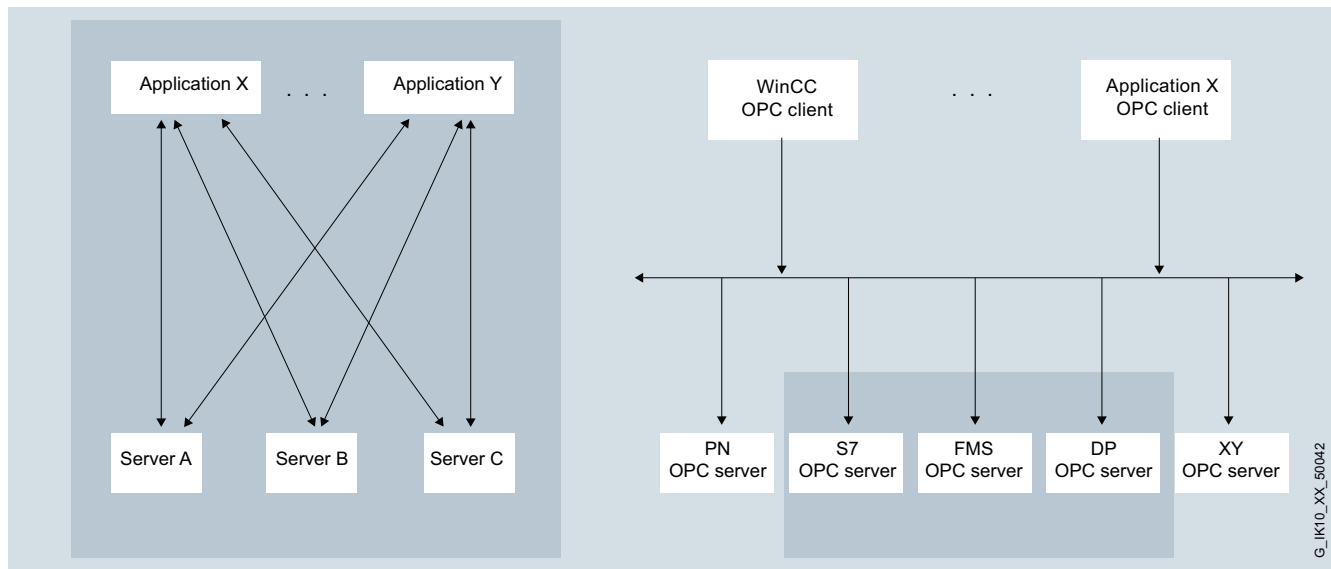 Application X
. . .
Application Y
Server A
Server B
Server C
WinCC
OPC client
. . .
Application X
OPC client
PN
OPC server
S7
OPC server
FMS
OPC server
DP
OPC server
XY
OPC server
G_IK10_XX_50042